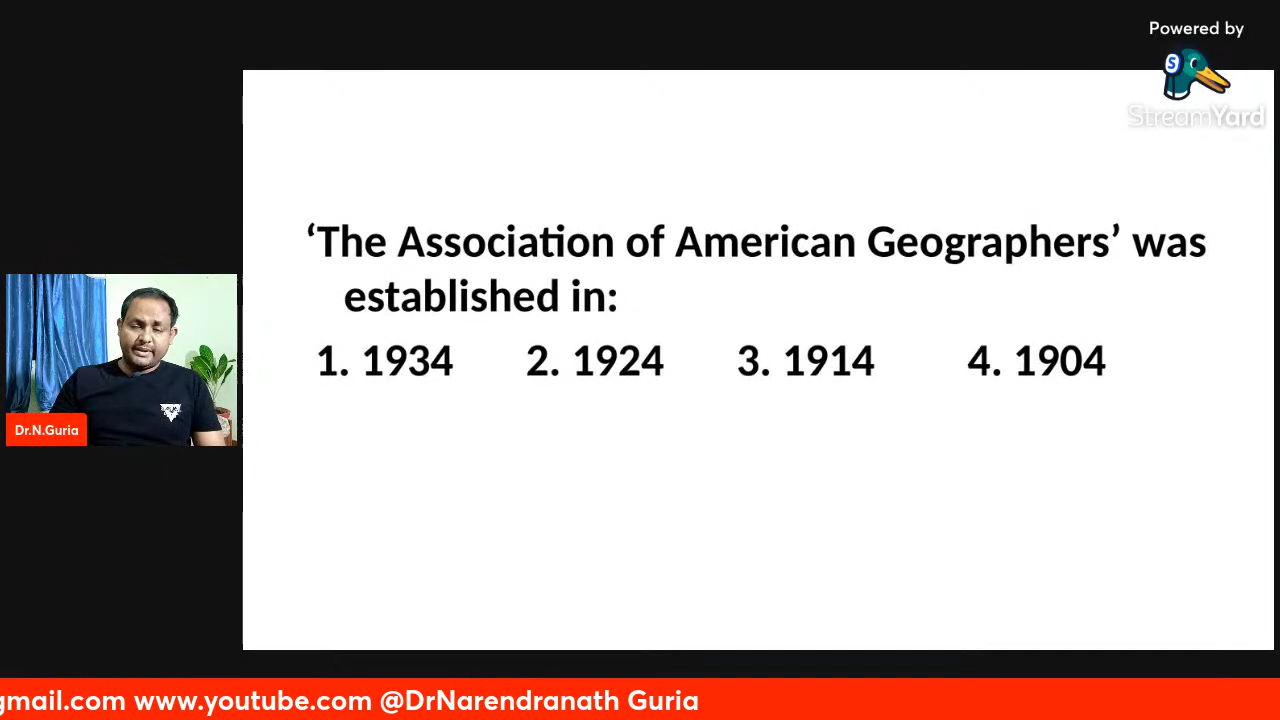 Powered by
StreamYard
‘The Association of American Geographers’ was
established in:
1. 1934 2. 1924 3. 1914 4. 1904
Dr.N.Guria
gmail.com www.youtube.com @DrNarendranath Guria